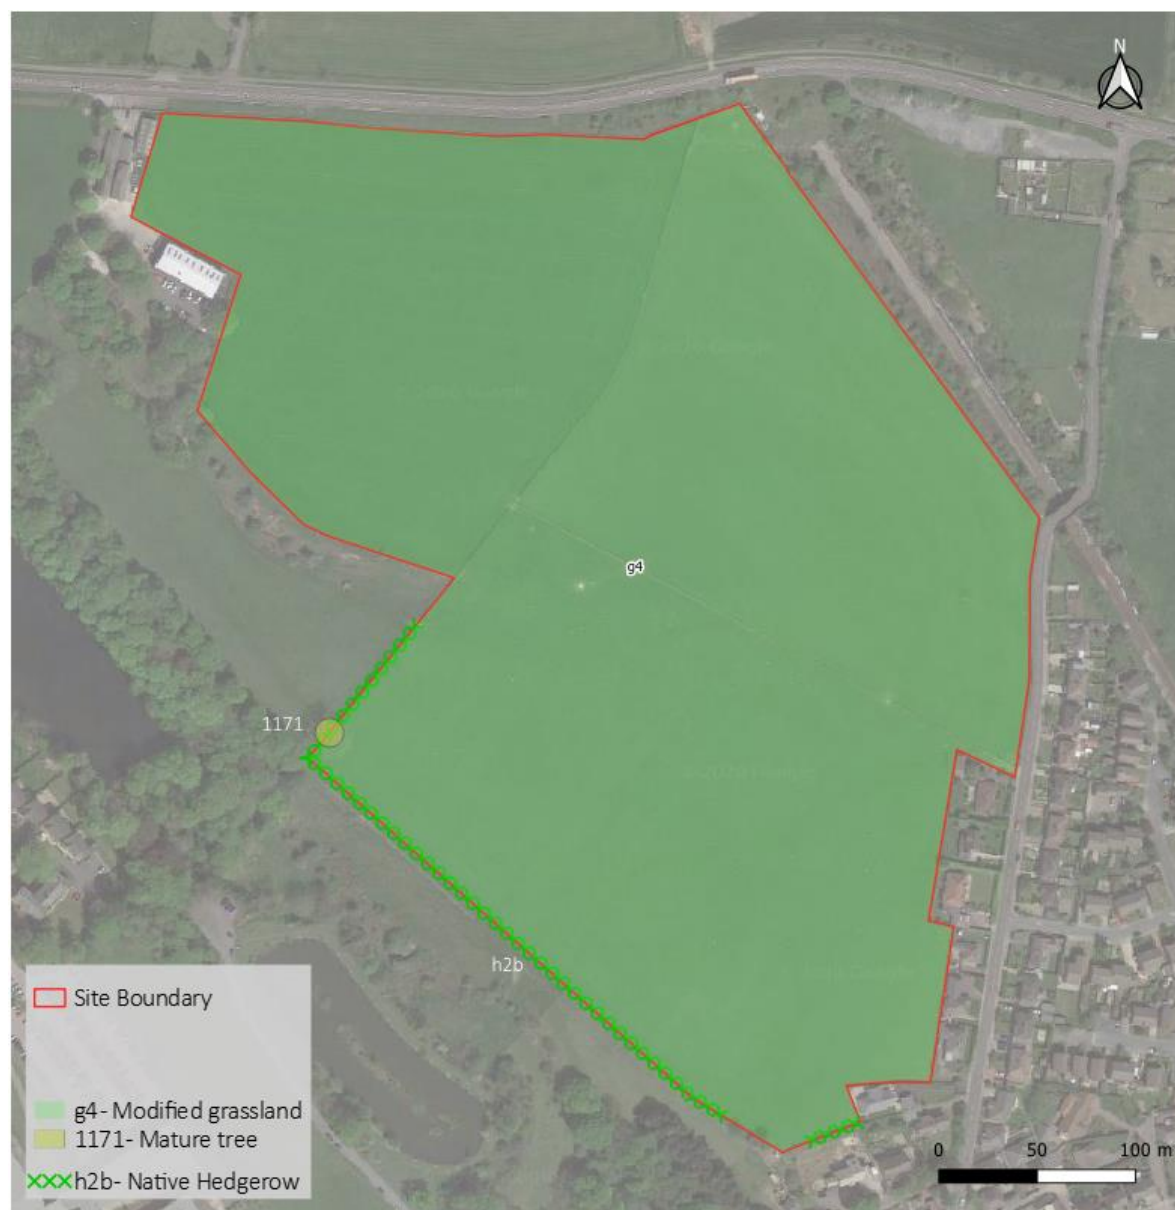 N
g4
1171
h2b
Site Boundary
g4- Modified grassland
1171- Mature tree
h2b- Native Hedgerow
0 50 100 m